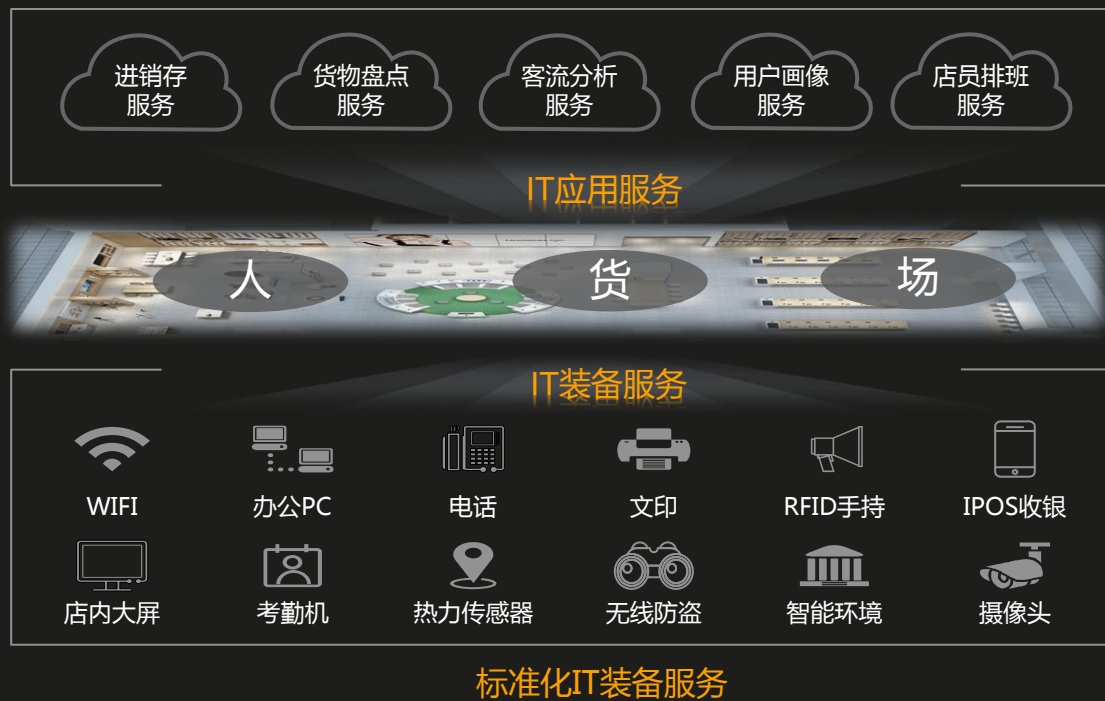 进销存
服务
货物盘点
服务
客流分析
服务
用户画像
服务
店员排班
服务
IT应用服务
人
货
场
IT装备服务
WIFI
办公PC
电话
文印
RFID手持
IPOS收银
店内大屏
考勤机
热力传感器
无线防盗
智能环境
摄像头
标准化IT装备服务